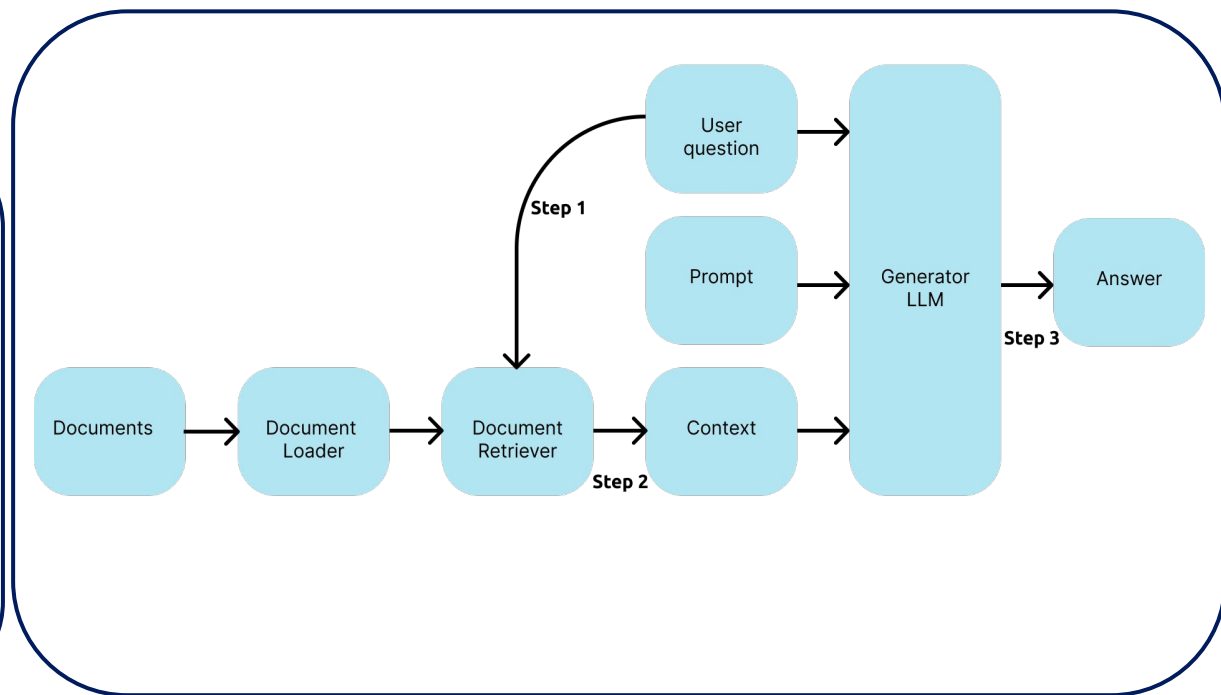 User
question
Step 1
Prompt
Generator
LLM
Answer
Step 3
Documents
Document
Loader
Document
Retriever
Context
Step 2